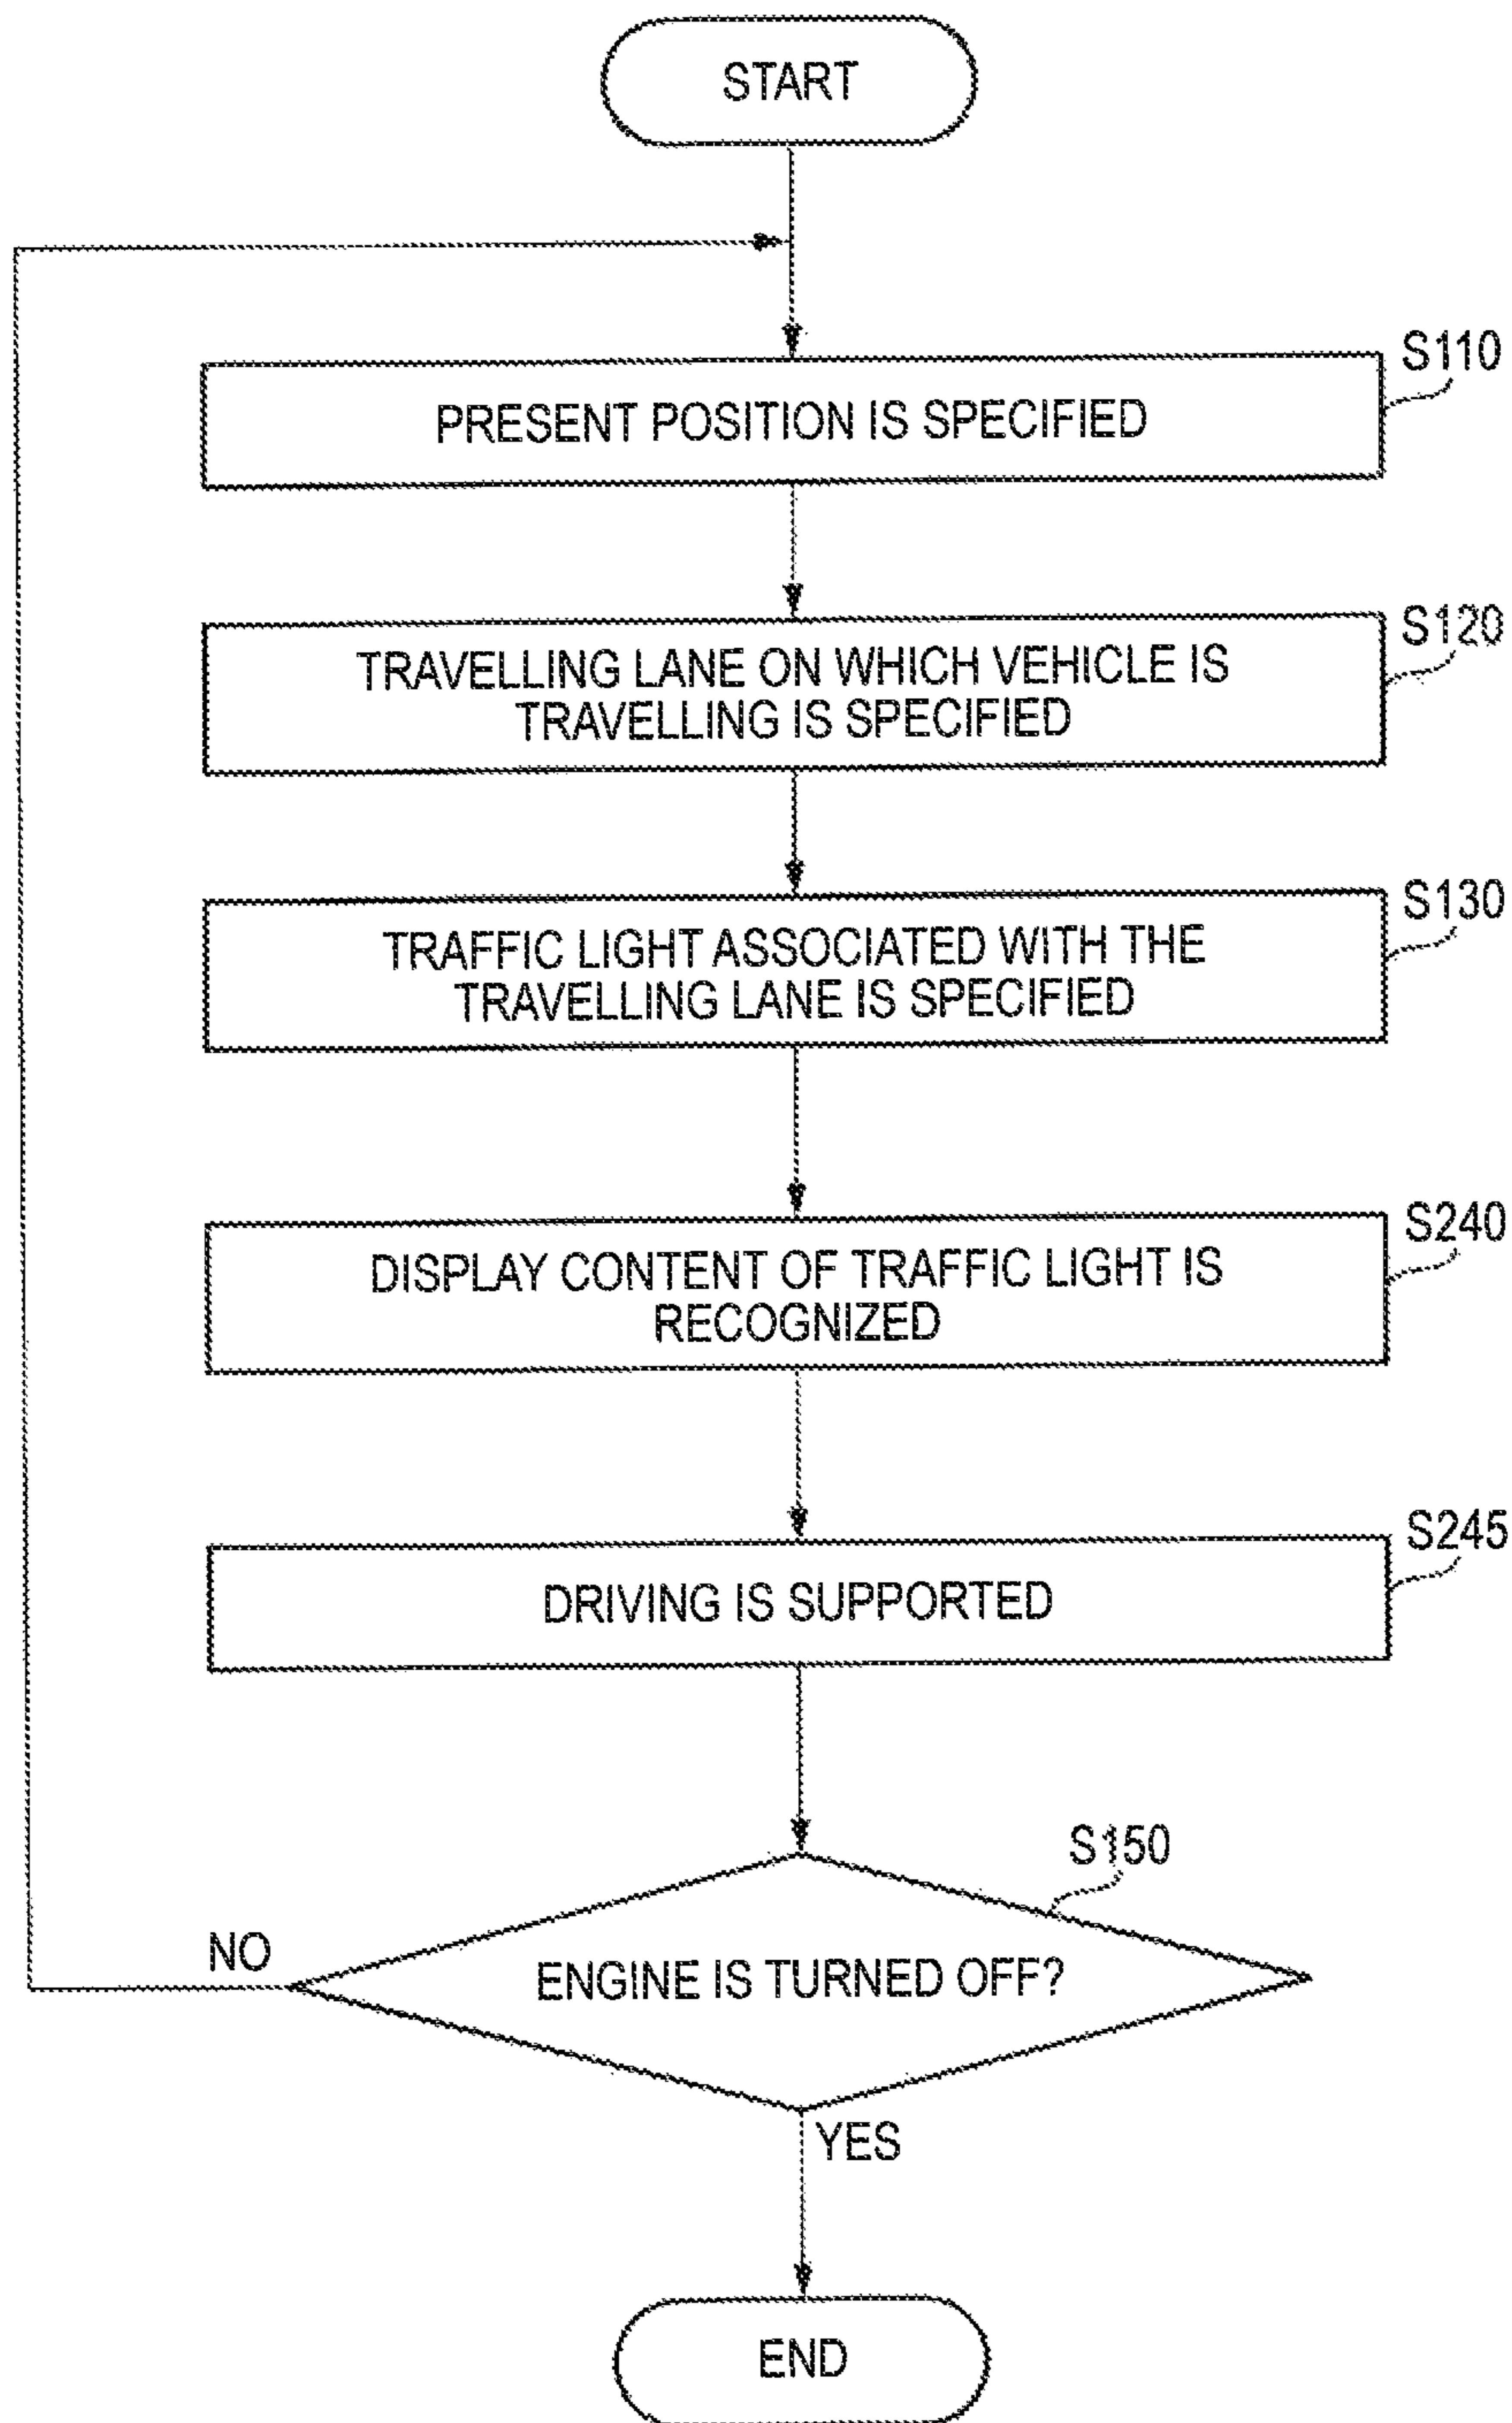 START
S110
PRESENT POSITION IS SPECIFIED
S120
TRAVELLING LANE ON WHICH VEHICLE IS
TRAVELLING IS SPECIFIED
S130
TRAFFIC LIGHT ASSOCIATED WITH THE
TRAVELLING LANE IS SPECIFIED
S240
DISPLAY CONTENT OF TRAFFIC LIGHT IS
RECOGNIZED
S245
DRIVING IS SUPPORTED
S150
NO
ENGINE IS TURNED OFF?
YES
END